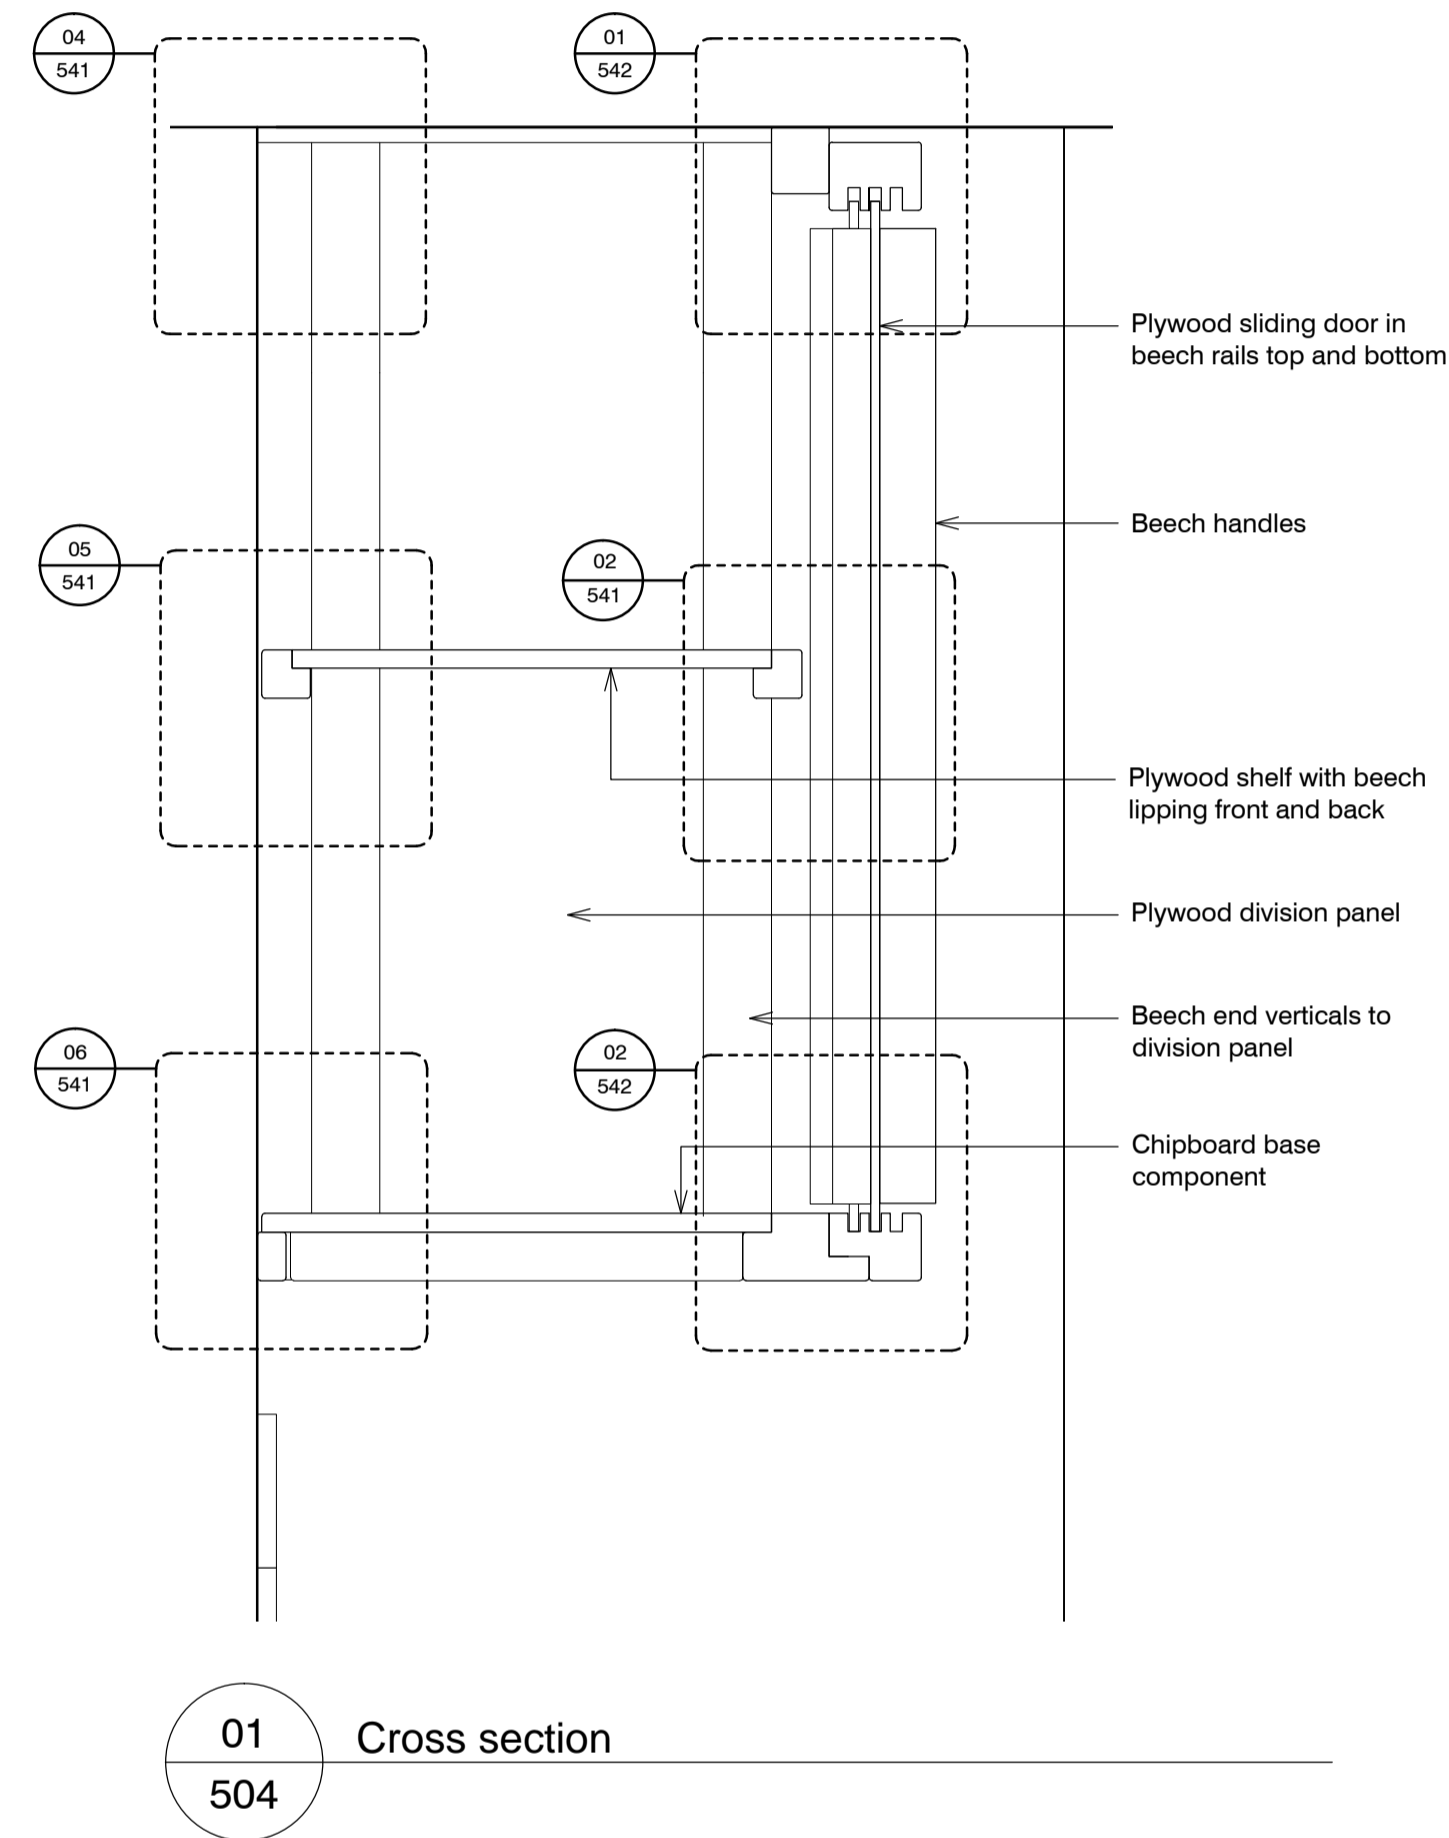 04
541
01
542
Plywood sliding door in
beech rails top and bottom
Beech handles
05
541
02
541
Plywood shelf with beech
lipping front and back
Plywood division panel
Beech end verticals to
division panel
06
541
02
542
Chipboard base
component
01
504
Cross section